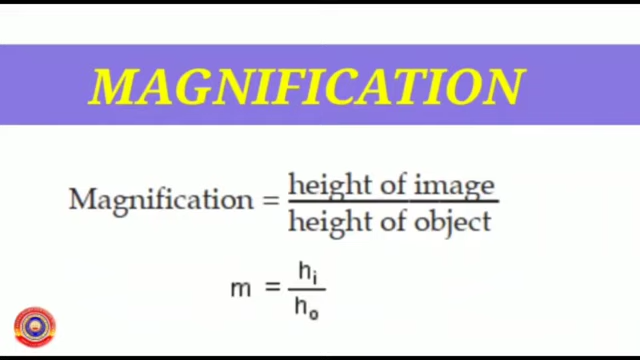 MAGNIFICATION
Magnification = height of image / height of object
m = hi / ho